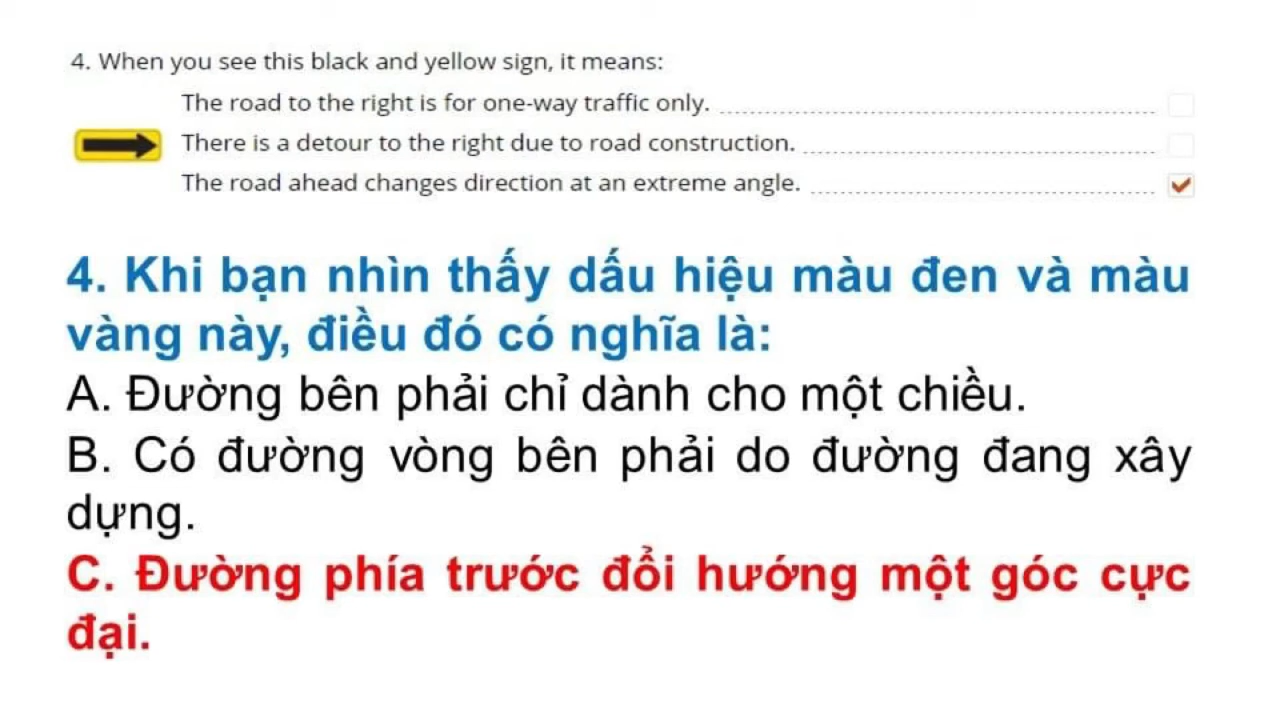 4. When you see this black and yellow sign, it means:
The road to the right is for one-way traffic only.
There is a detour to the right due to road construction.
The road ahead changes direction at an extreme angle.
4. Khi bạn nhìn thấy dấu hiệu màu đen và màu
vàng này, điều đó có nghĩa là:
A. Đường bên phải chỉ dành cho một chiều.
B. Có đường vòng bên phải do đường đang xây
dựng.
C. Đường phía trước đổi hướng một góc cực
đại.